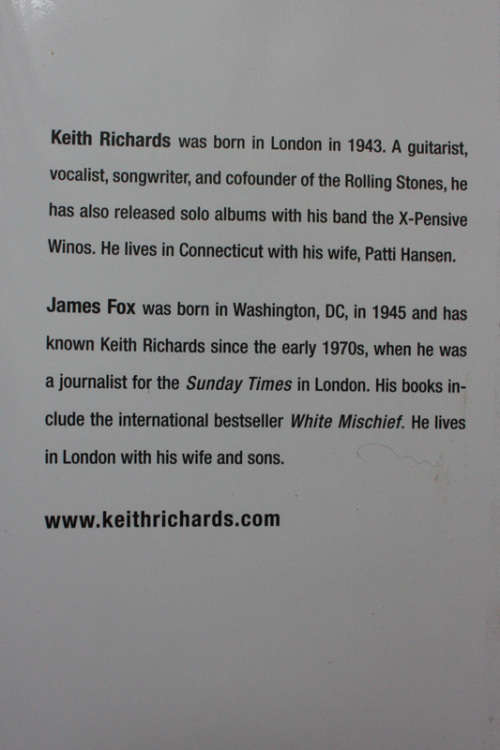 Keith Richards was born in London in 1943. A guitarist,
vocalist, songwriter, and cofounder of the Rolling Stones, he
has also released solo albums with his band the X-Pensive
Winos. He lives in Connecticut with his wife, Patti Hansen.
James Fox was born in Washington, DC, in 1945 and has
known Keith Richards since the early 1970s, when he was
a journalist for the Sunday Times in London. His books in-
clude the international bestseller White Mischief. He lives
in London with his wife and sons.
www.keithrichards.com